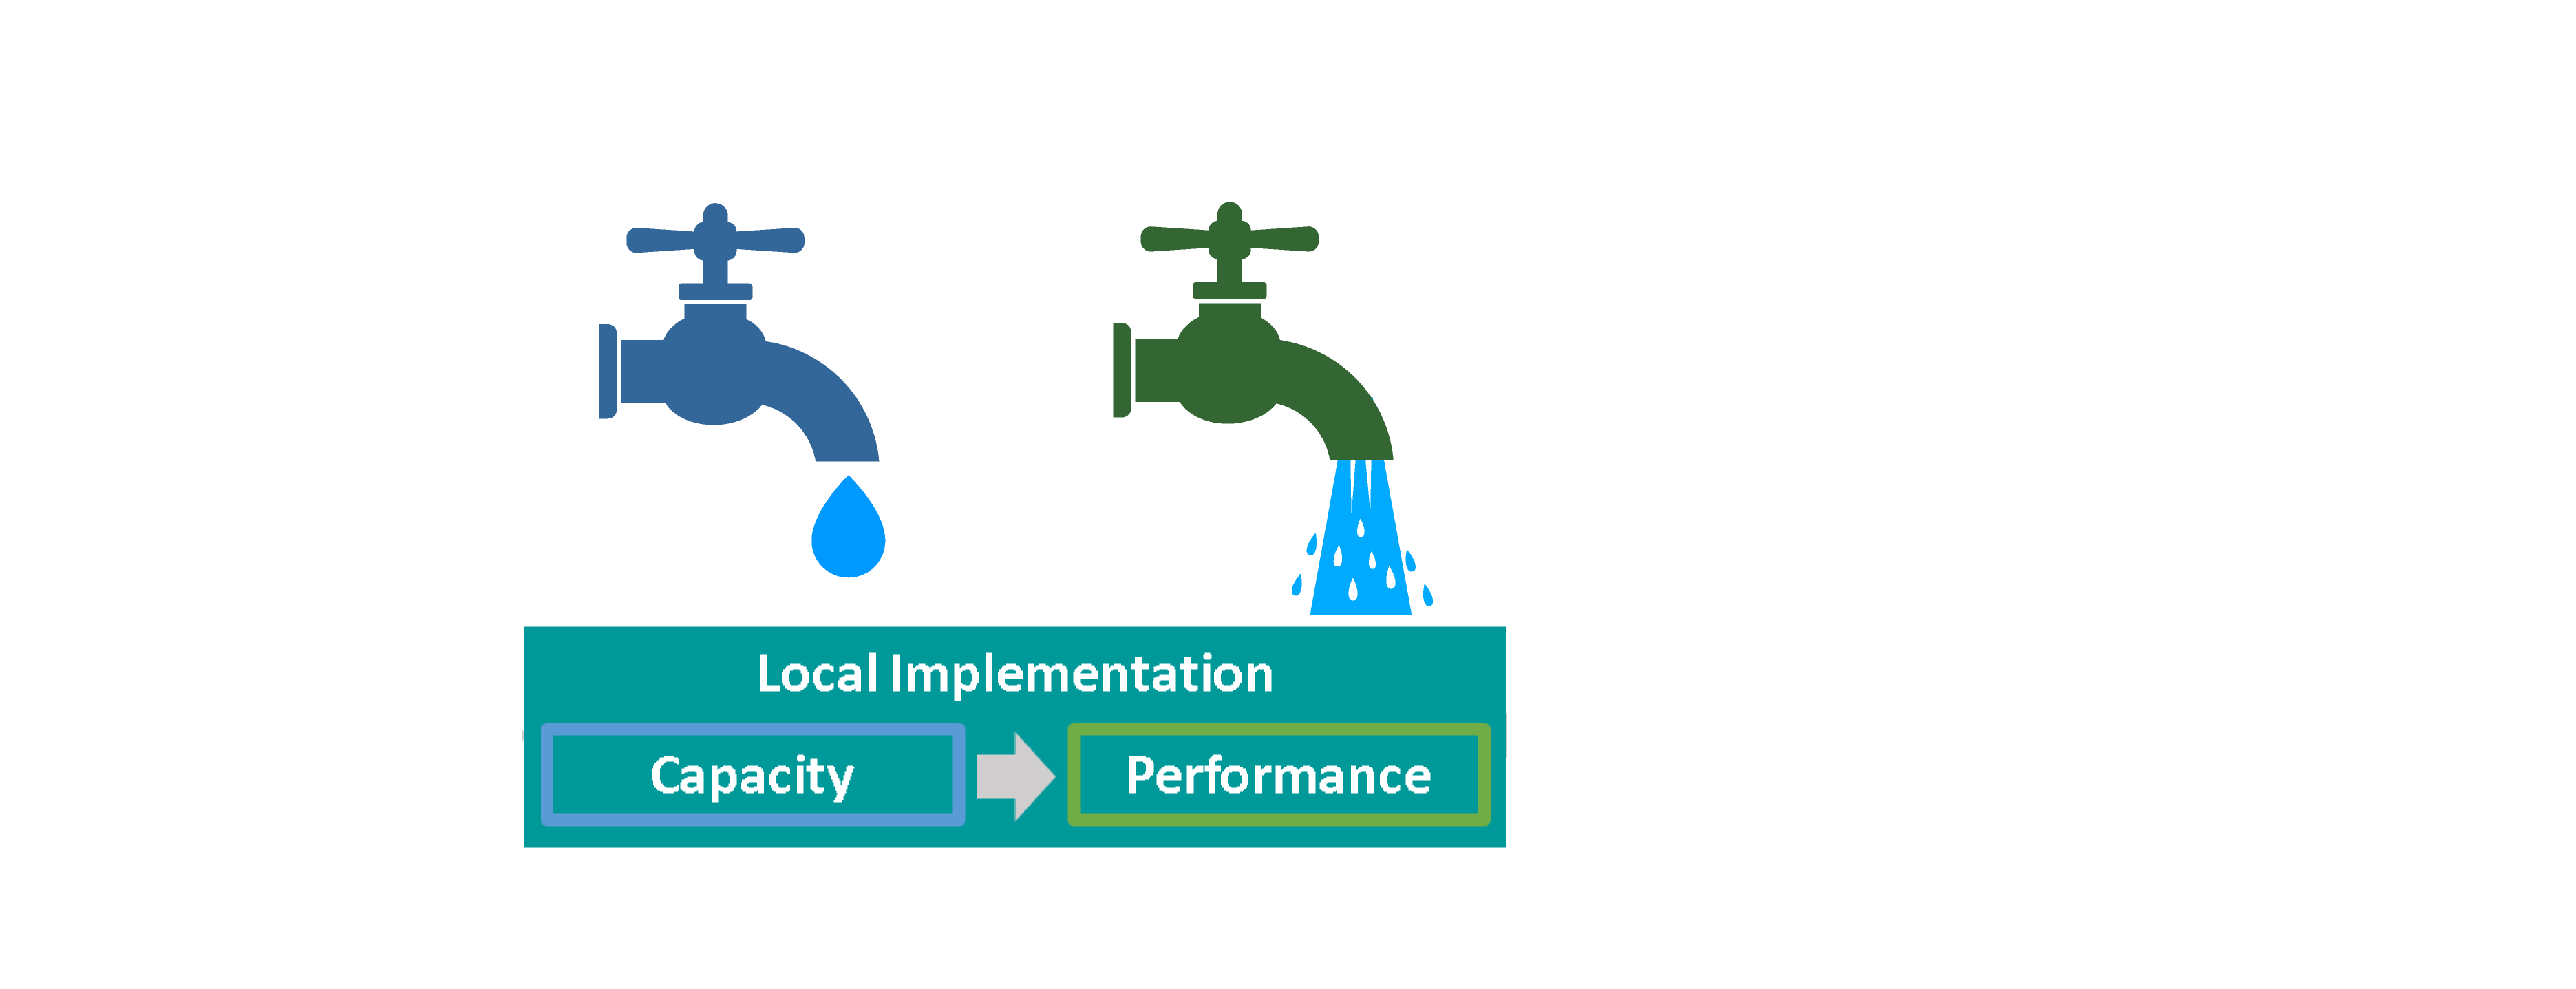 Local Implementation
Capacity
Performance